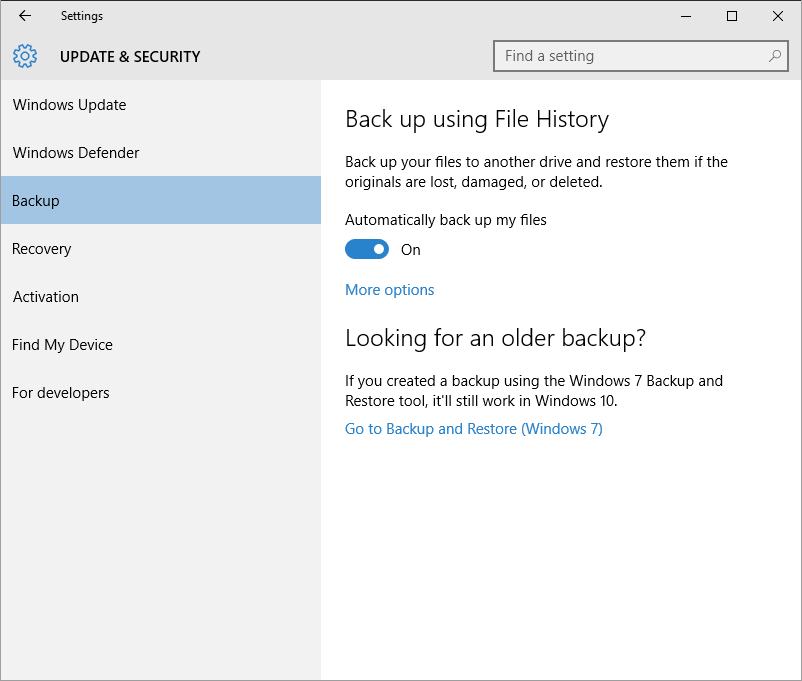 Settings
UPDATE & SECURITY
Find a setting
Windows Update
Windows Defender
Backup
Recovery
Activation
Find My Device
For developers
Back up using File History
Back up your files to another drive and restore them if the
originals are lost, damaged, or deleted.
Automatically back up my files
On
More options
Looking for an older backup?
If you created a backup using the Windows 7 Backup and
Restore tool, it'll still work in Windows 10.
Go to Backup and Restore (Windows 7)